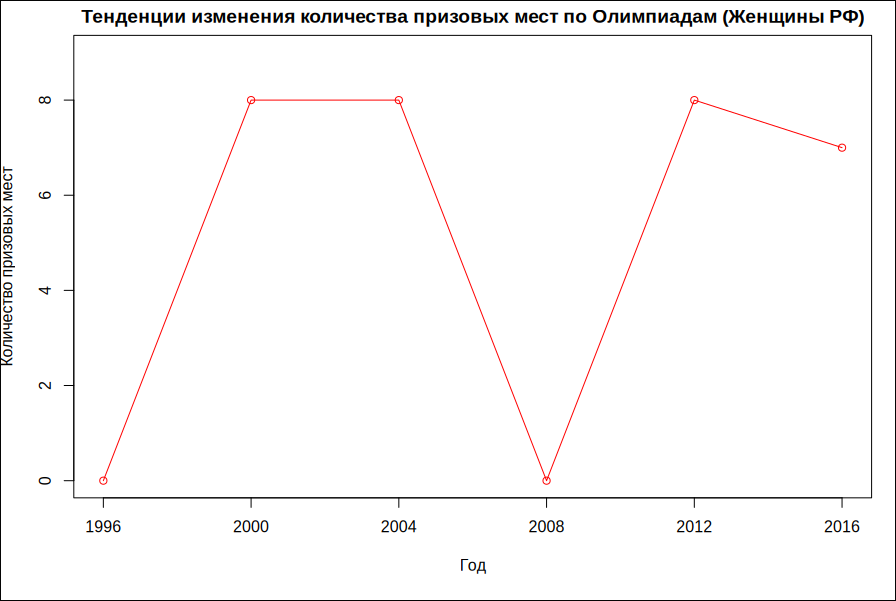 Тенденции изменения количества призовых мест по Олимпиадам (Женщины РФ)
Количество призовых мест
8
6
4
2
0
1996 2000 2004 2008 2012 2016
Год